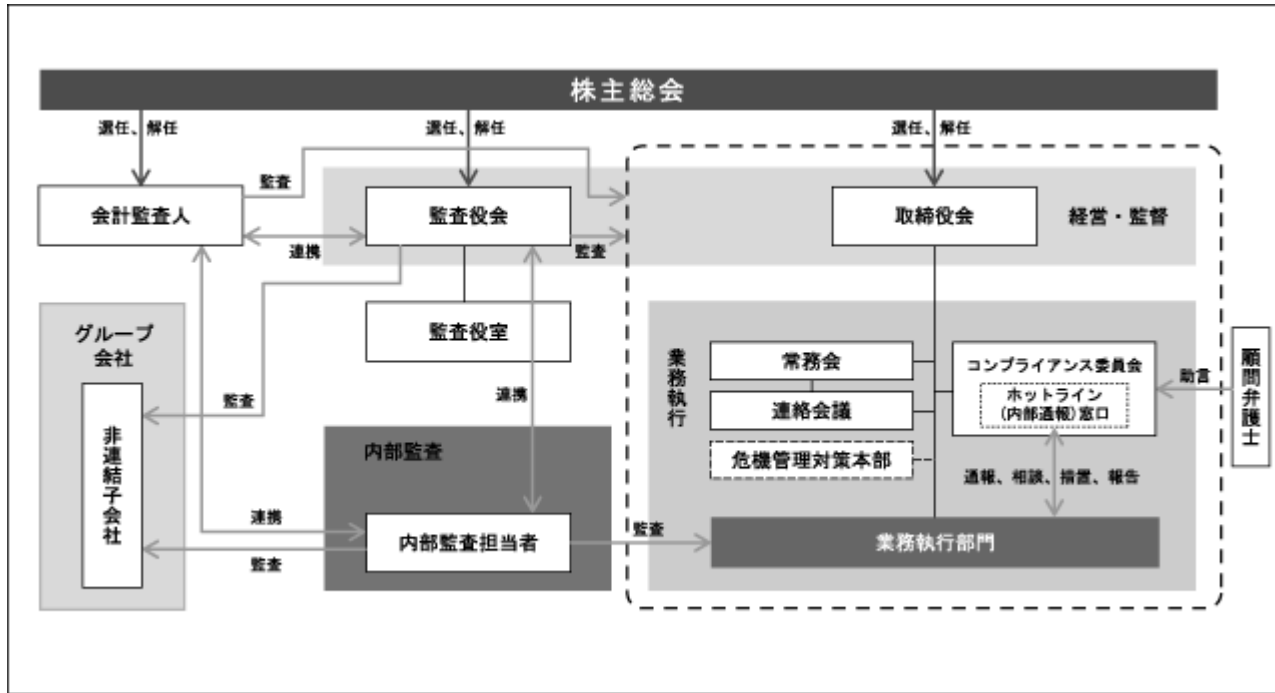 株主総会
選任、解任
選任、解任
選任、解任
監査
会計監査人
監査役会
取締役会
経営・監督
連携
監査
グループ
会社
監査役室
業務執行
常務会
コンプライアンス委員会
ホットライン
(内部通報)窓口
助言
顧問弁護士
連絡会議
監査
連携
非連結子会社
内部監査
危機管理対策本部
通報、相談、措置、報告
連携
内部監査担当者
監査
業務執行部門
監査